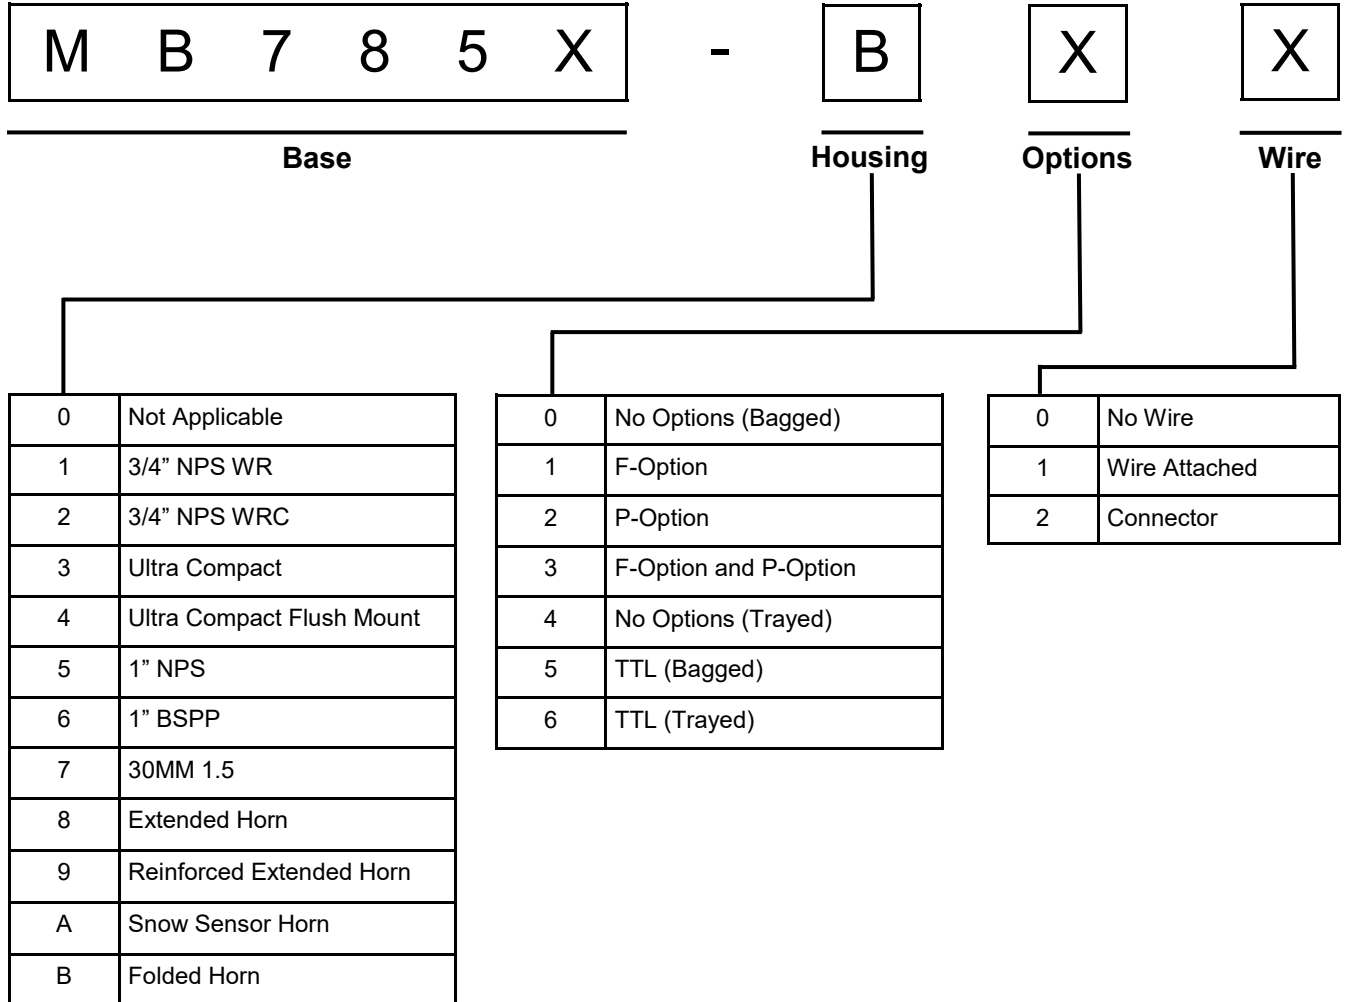 M B 7 8 5 X - B X X
Base Housing Options Wire
0 Not Applicable
1 3/4” NPS WR
2 3/4” NPS WRC
3 Ultra Compact
4 Ultra Compact Flush Mount
5 1” NPS
6 1” BSPP
7 30MM 1.5
8 Extended Horn
9 Reinforced Extended Horn
A Snow Sensor Horn
B Folded Horn
0 No Options (Bagged)
1 F-Option
2 P-Option
3 F-Option and P-Option
4 No Options (Trayed)
5 TTL (Bagged)
6 TTL (Trayed)
0 No Wire
1 Wire Attached
2 Connector